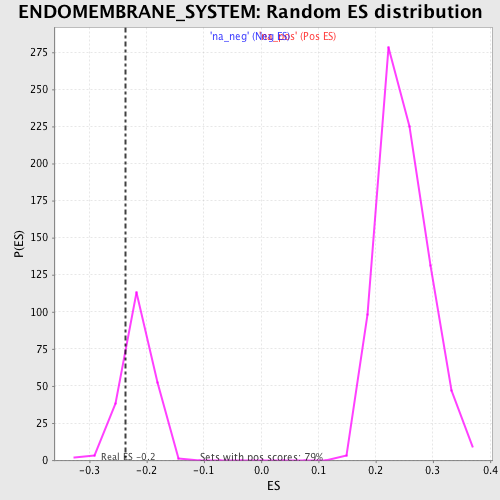 ENDOMEMBRANE_SYSTEM: Random ES distribution
'na_neg' (Neg ES) 'na_pos' (Pos ES)
275
250
225
200
175
150
125
100
75
50
25
0
P(ES)
Real ES -0.2
Sets with pos scores: 79%
-0.3 -0.2 -0.1 0.0 0.1 0.2 0.3 0.4
ES